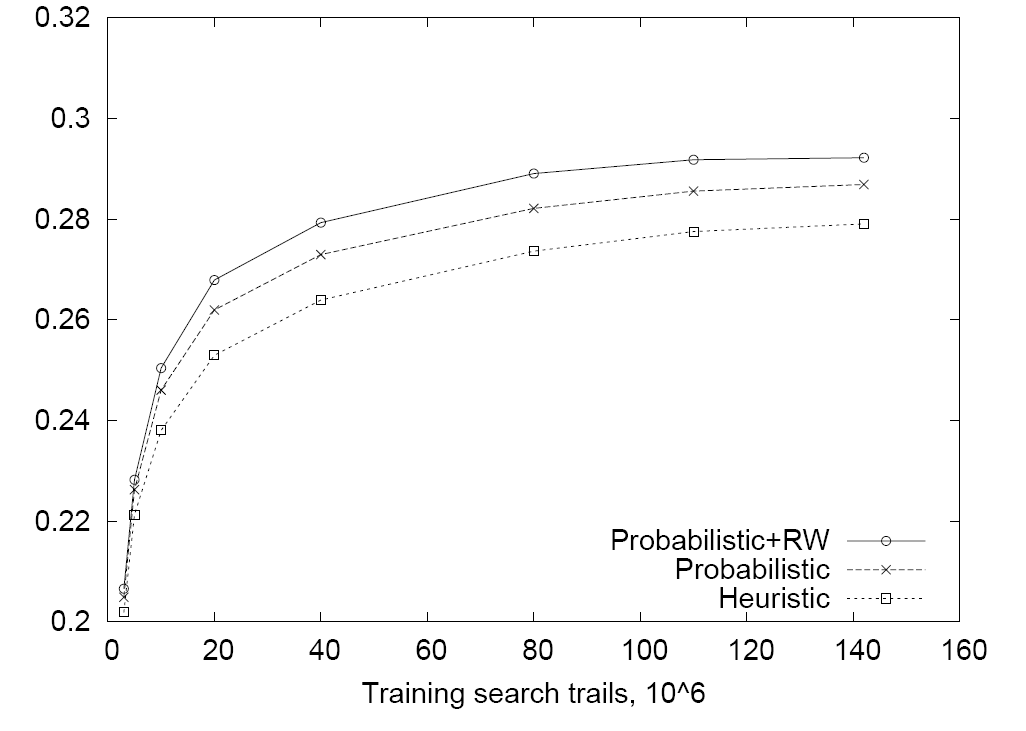 0.32
0.3
0.28
0.26
0.24
0.22
0.2
Probabilistic+RW
Probabilistic
Heuristic
0 20 40 60 80 100 120 140 160
Training search trails, 10^6